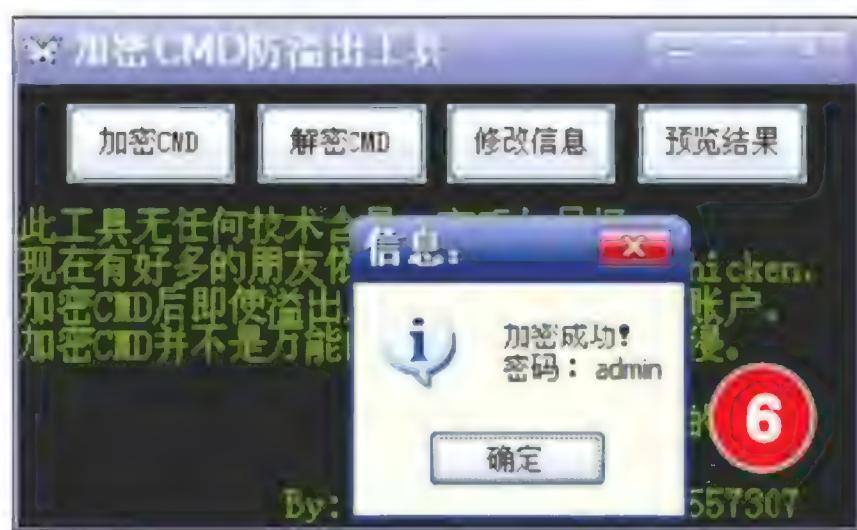 加密CMD防溢出工具
加密CMD 解密CMD 修改信息 预览结果
此工具无任何技术含
现在有好多的朋友 hicken.
加密CMD后即使溢出 账户。
加密CMD并不是万能
信息：
加密成功！
密码：admin
的
6
确定
By: 557307